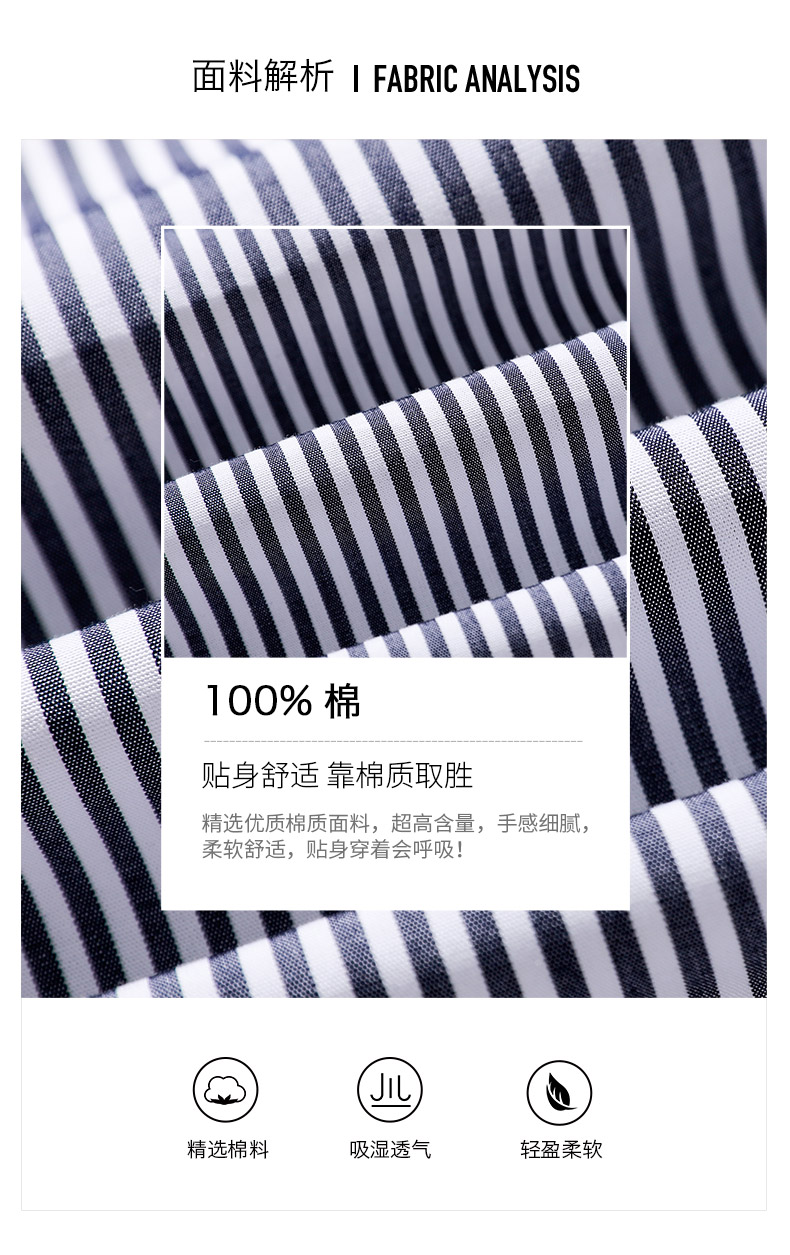 面料解析 | FABRIC ANALYSIS
100% 棉
贴身舒适 靠棉质取胜
精选优质棉质面料，超高含量，手感细腻，
柔软舒适，贴身穿着会呼吸！
精选棉料 吸湿透气 轻盈柔软